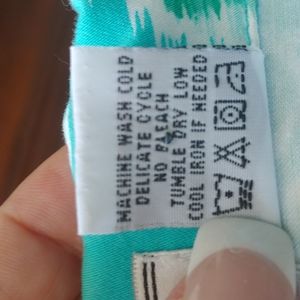 MACHINE WASH COLD
DELICATE CYCLE
NO BLEACH
TUMBLE DRY LOW
COOL IRON IF NEEDED